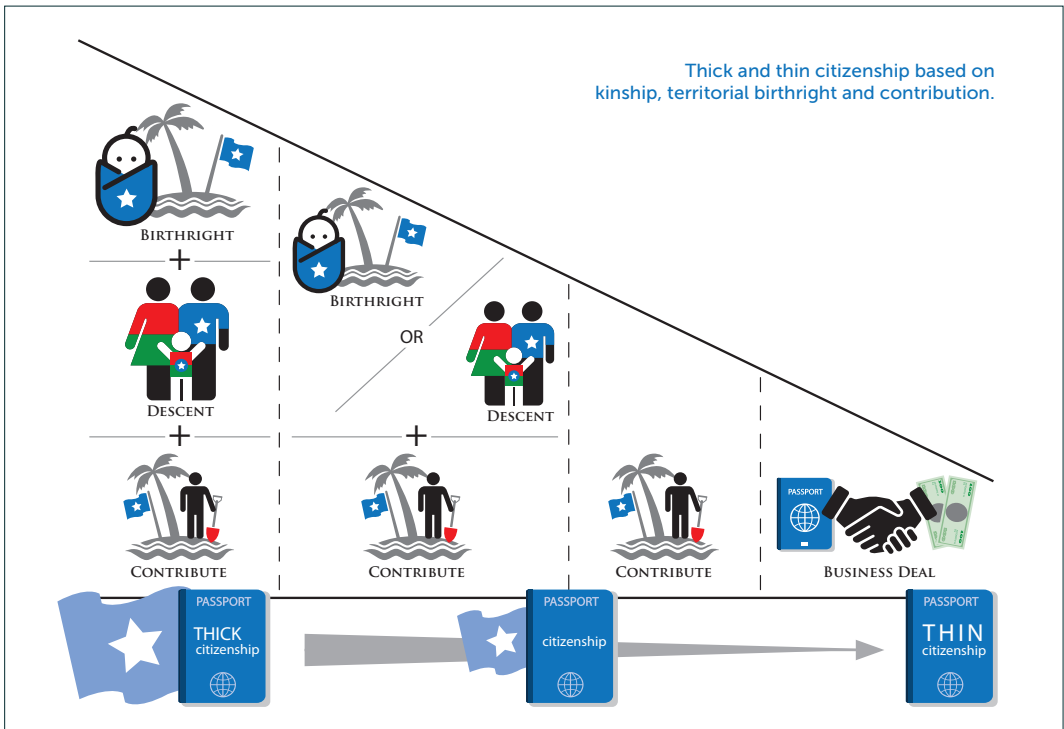 Thick and thin citizenship based on
kinship, territorial birthright and contribution.
BIRTHRIGHT
+
DESCENT
+
CONTRIBUTE
BIRTHRIGHT
OR
DESCENT
+
CONTRIBUTE
CONTRIBUTE
PASSPORT
BUSINESS DEAL
PASSPORT
THICK
citizenship
PASSPORT
citizenship
PASSPORT
THIN
citizenship